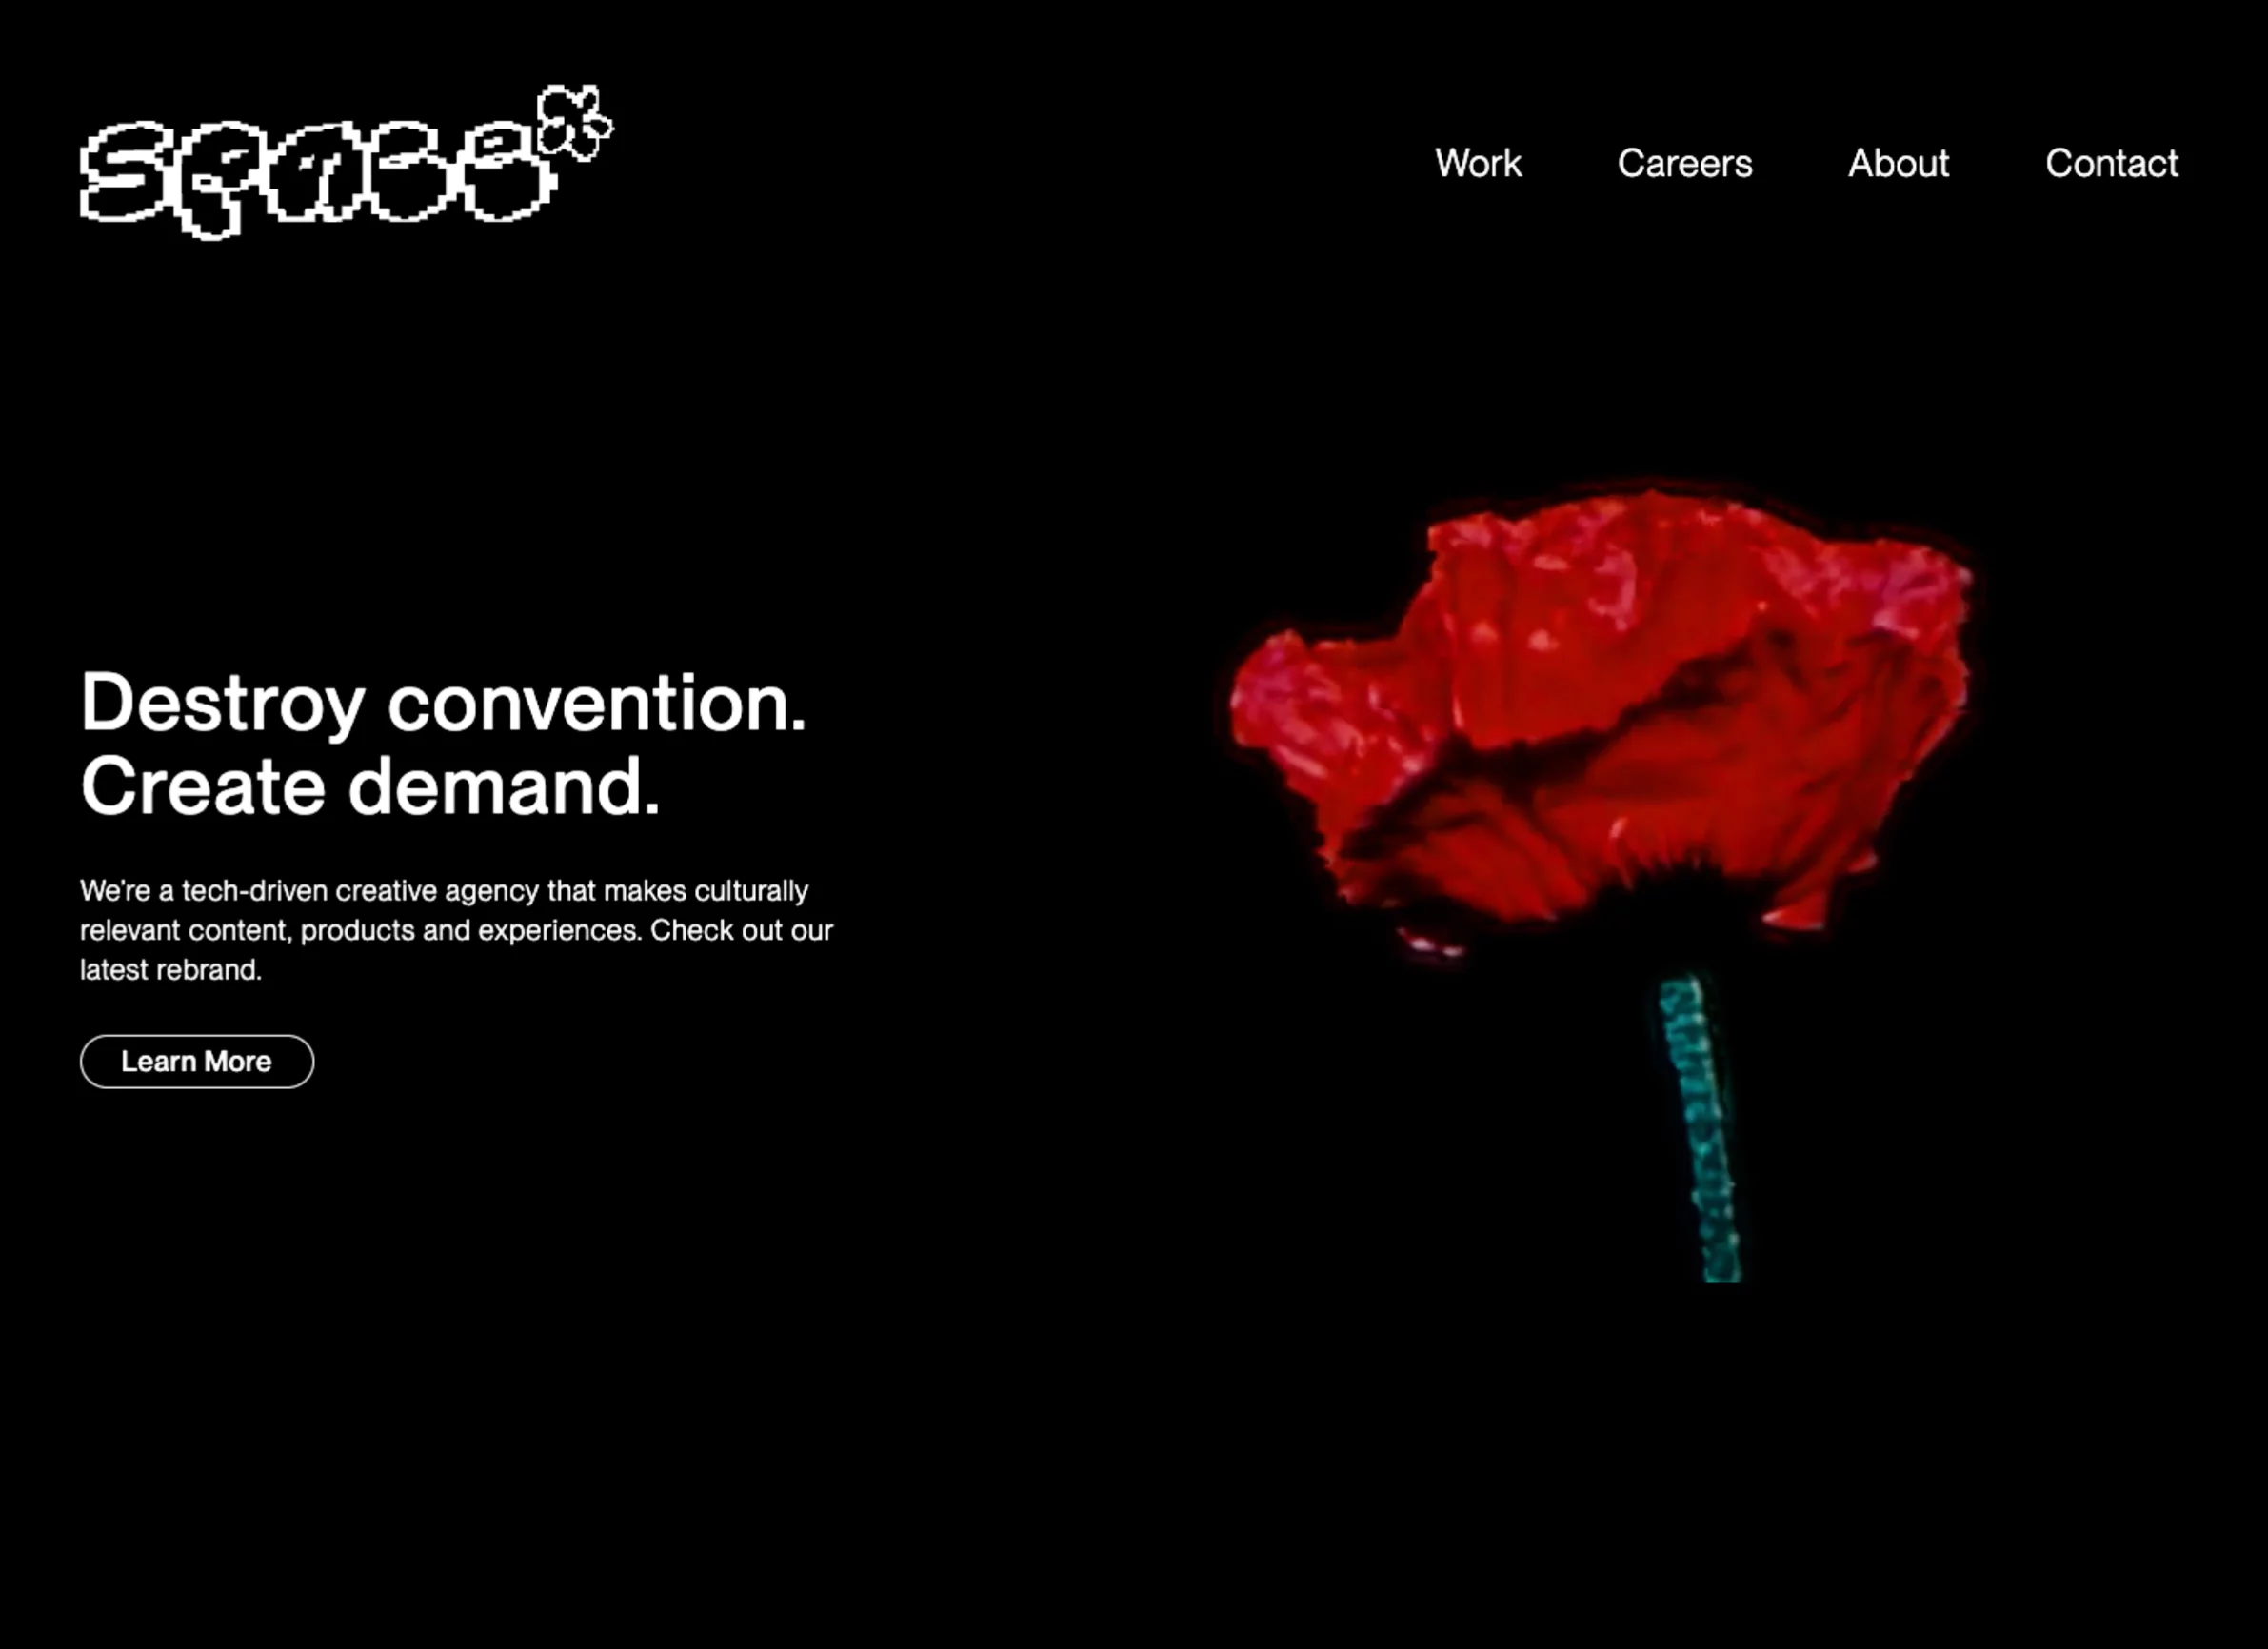 space
Work Careers About Contact
Destroy convention.
Create demand.
We're a tech-driven creative agency that makes culturally
relevant content, products and experiences. Check out our
latest rebrand.
Learn More